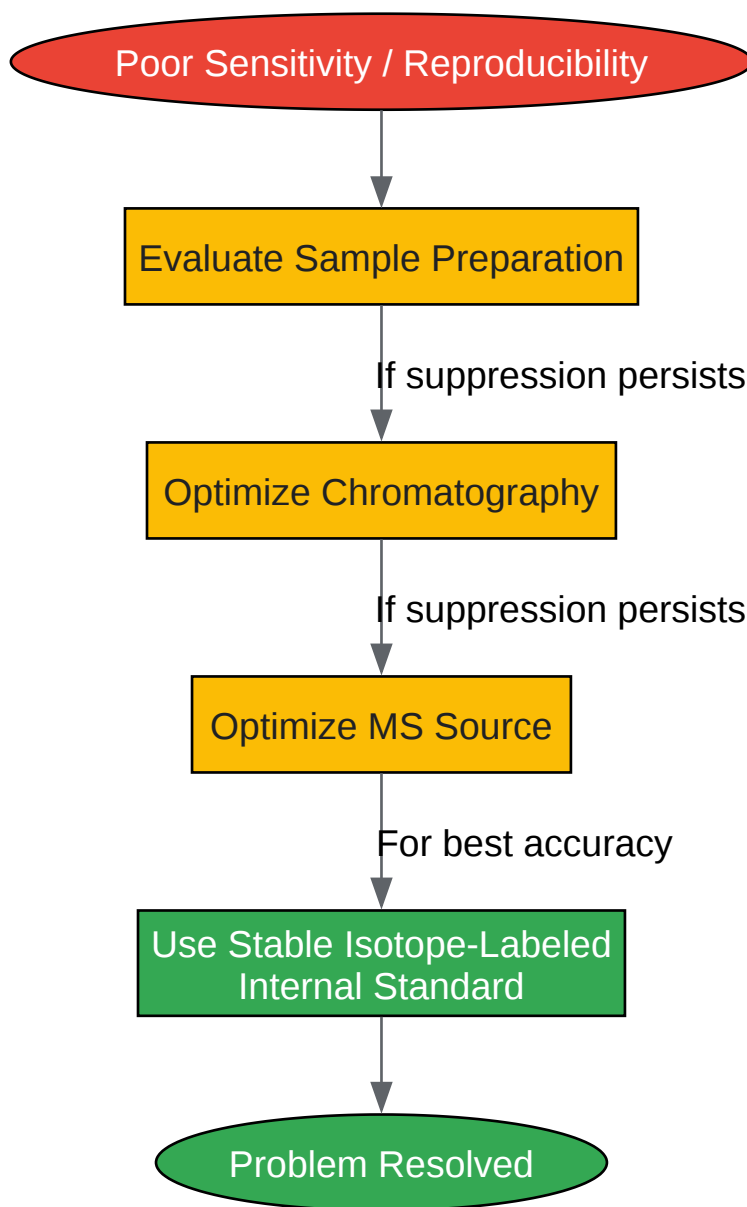 Poor Sensitivity / Reproducibility
Evaluate Sample Preparation
If suppression persists
Optimize Chromatography
If suppression persists
Optimize MS Source
For best accuracy
Use Stable Isotope-Labeled
Internal Standard
Problem Resolved